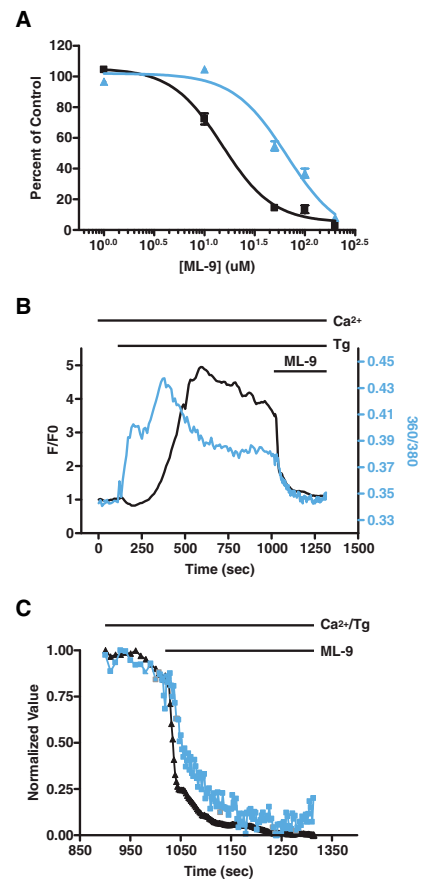 A
Percent of Control
120
100
80
60
40
20
0
10^0.0 10^0.5 10^1.0 10^1.5 10^2.0 10^2.5
[ML-9] (uM)
B
Ca2+
Tg
ML-9
F/F0
5
4
3
2
1
0
0.45
0.43
0.41
0.39
0.37
0.35
0.33
360/380
0 250 500 750 1000 1250 1500
Time (sec)
C
Ca2+/Tg
ML-9
Normalized Value
1.00
0.75
0.50
0.25
0.00
850 950 1050 1150 1250 1350
Time (sec)